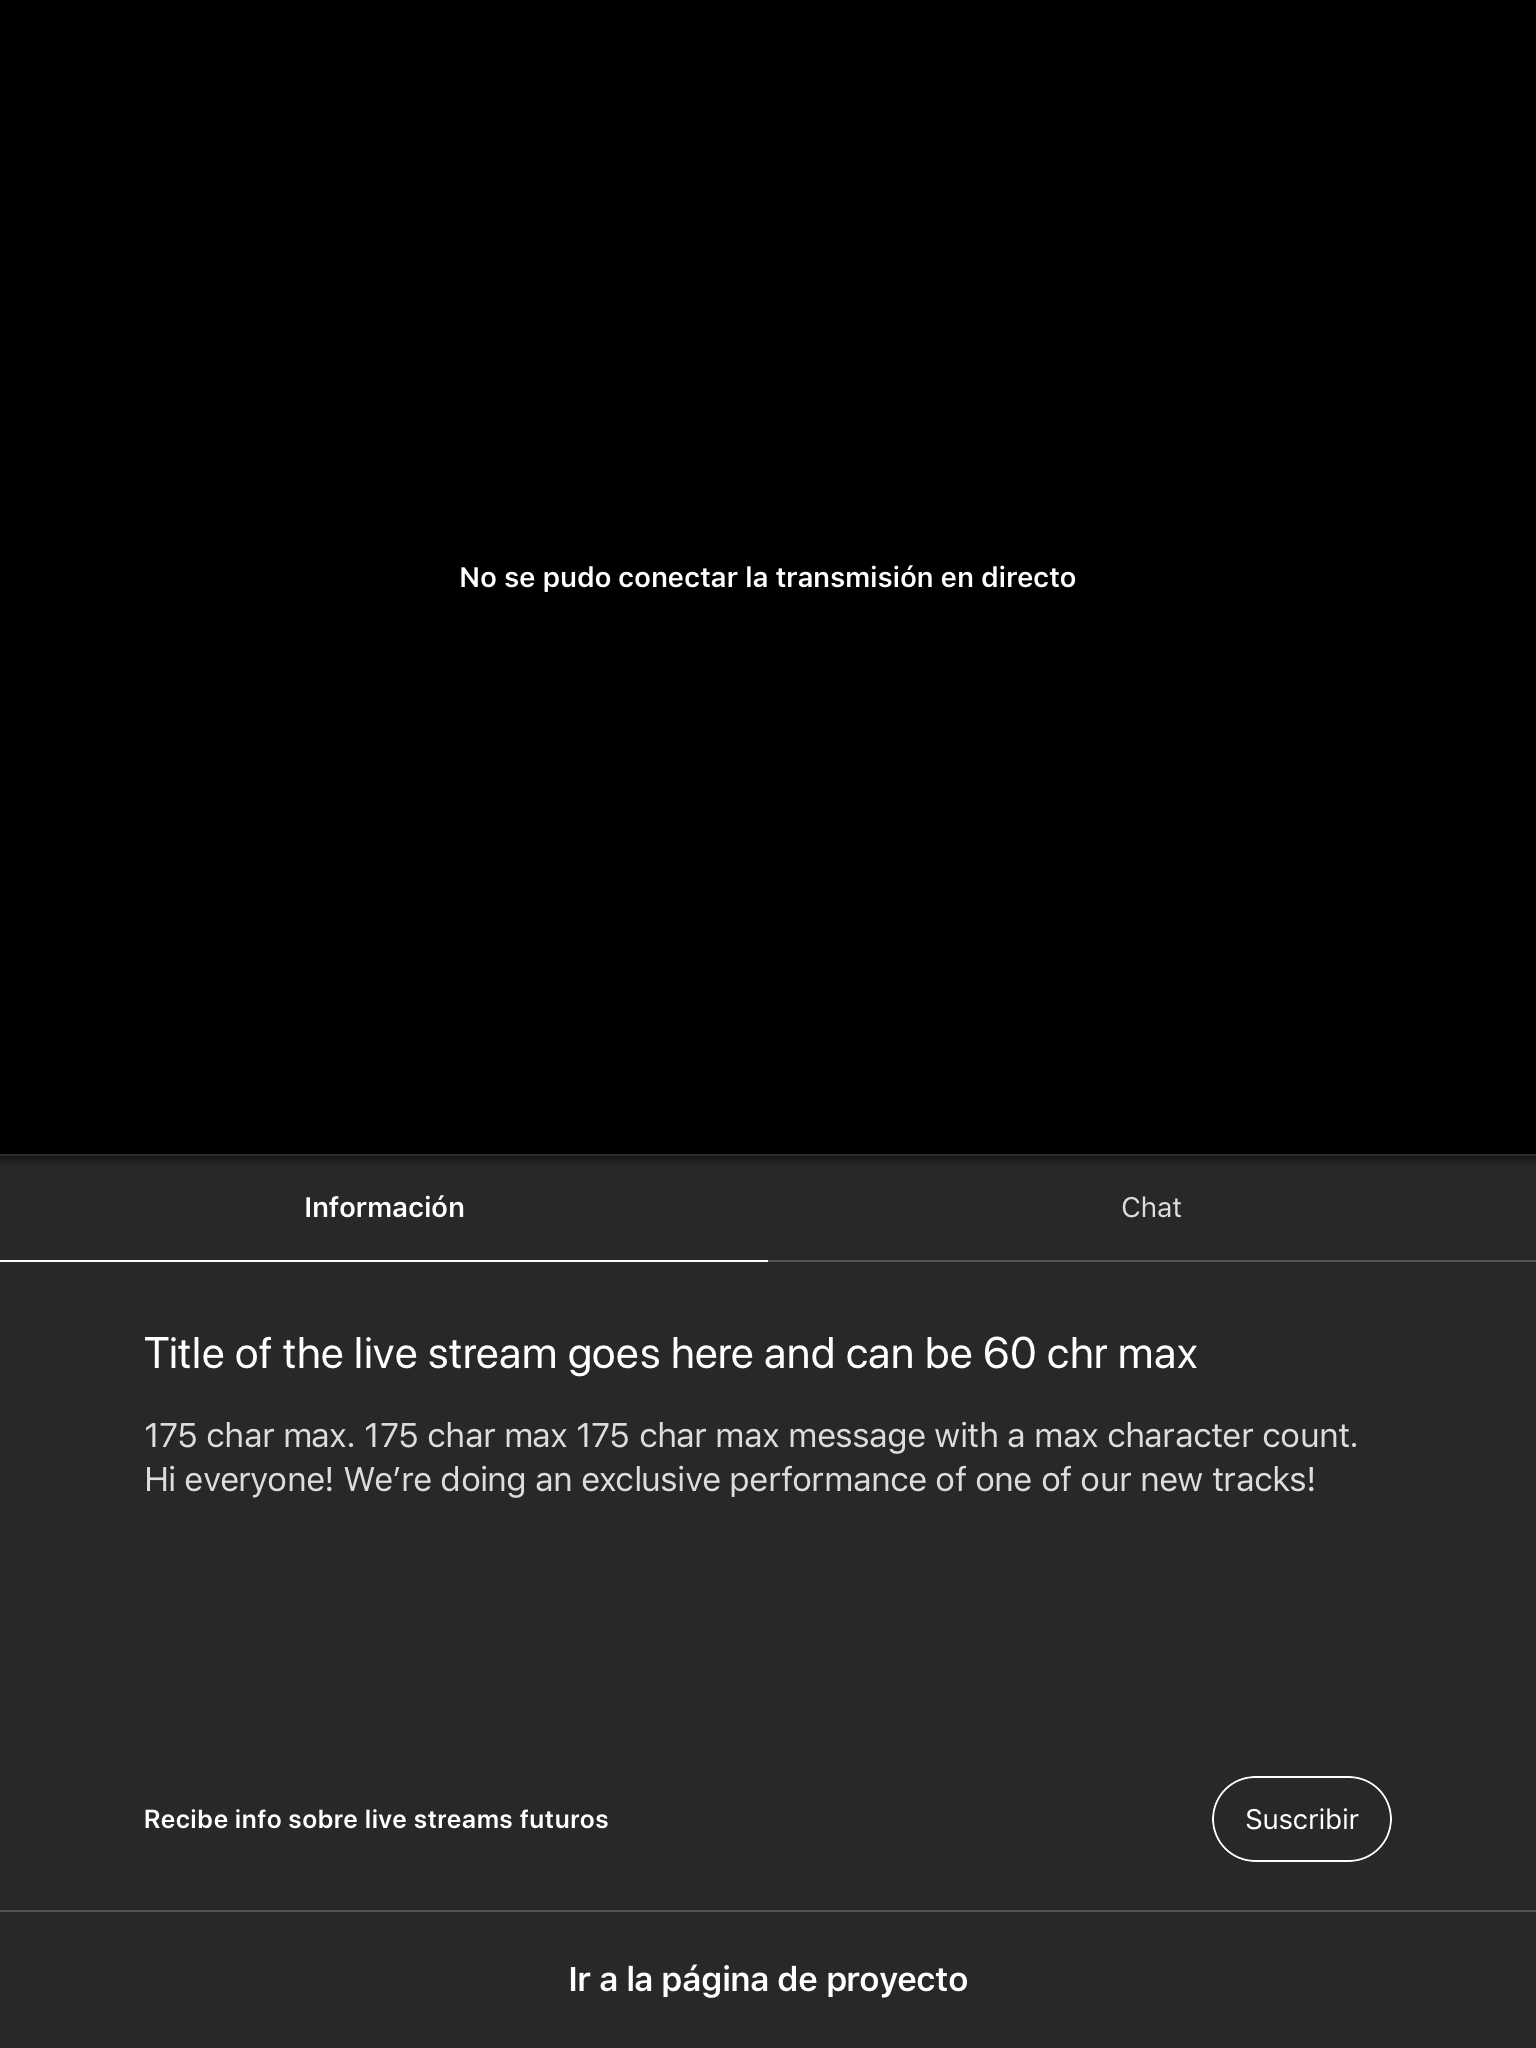 No se pudo conectar la transmisión en directo
Información
Chat
Title of the live stream goes here and can be 60 chr max
175 char max. 175 char max 175 char max message with a max character count.
Hi everyone! We’re doing an exclusive performance of one of our new tracks!
Recibe info sobre live streams futuros
Suscribir
Ir a la página de proyecto